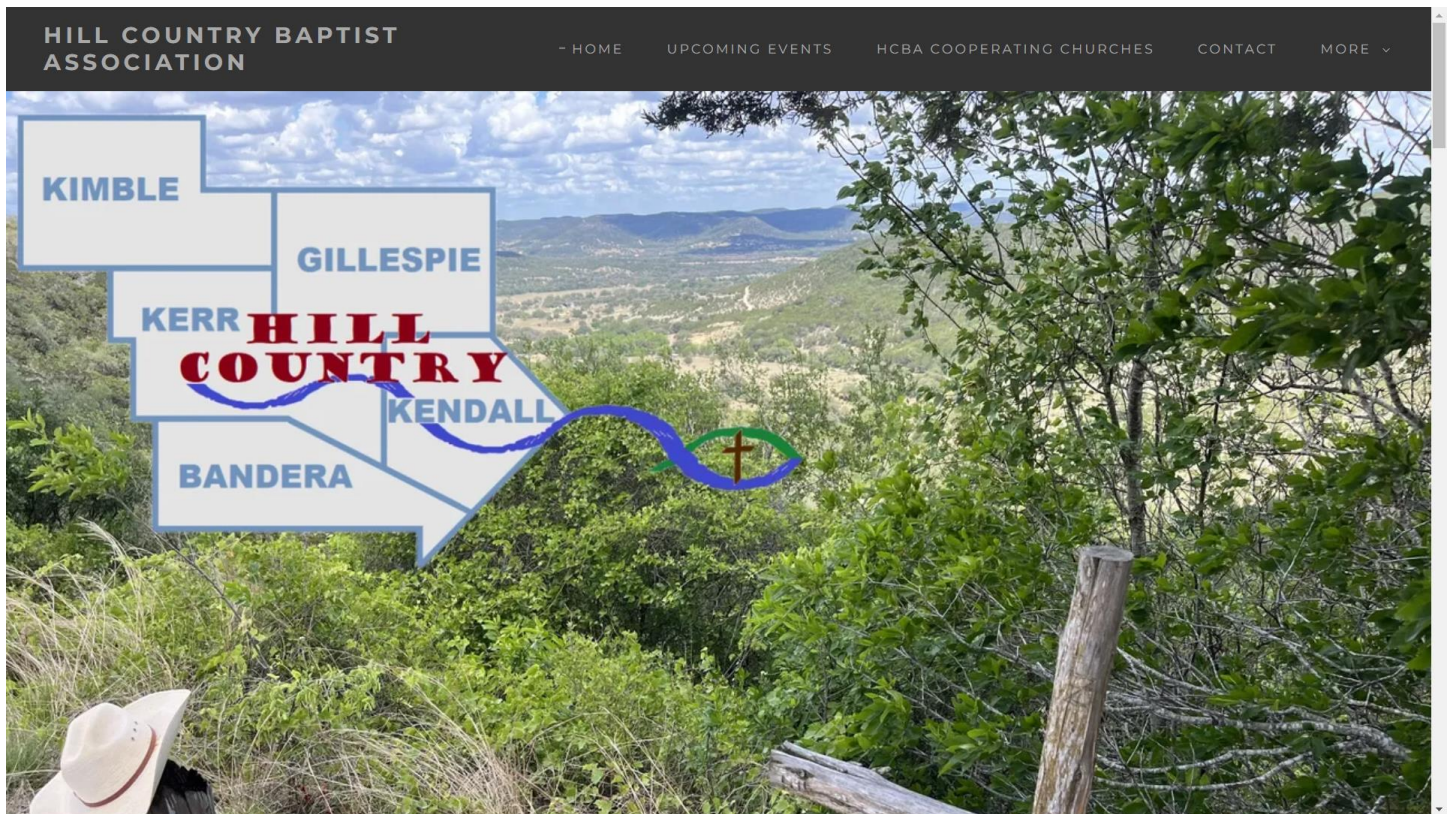 HILL COUNTRY BAPTIST
ASSOCIATION
- HOME
UPCOMING EVENTS
HCBA COOPERATING CHURCHES
CONTACT
MORE
KIMBLE
GILLESPIE
KERR
HILL
COUNTRY
KENDALL
BANDERA